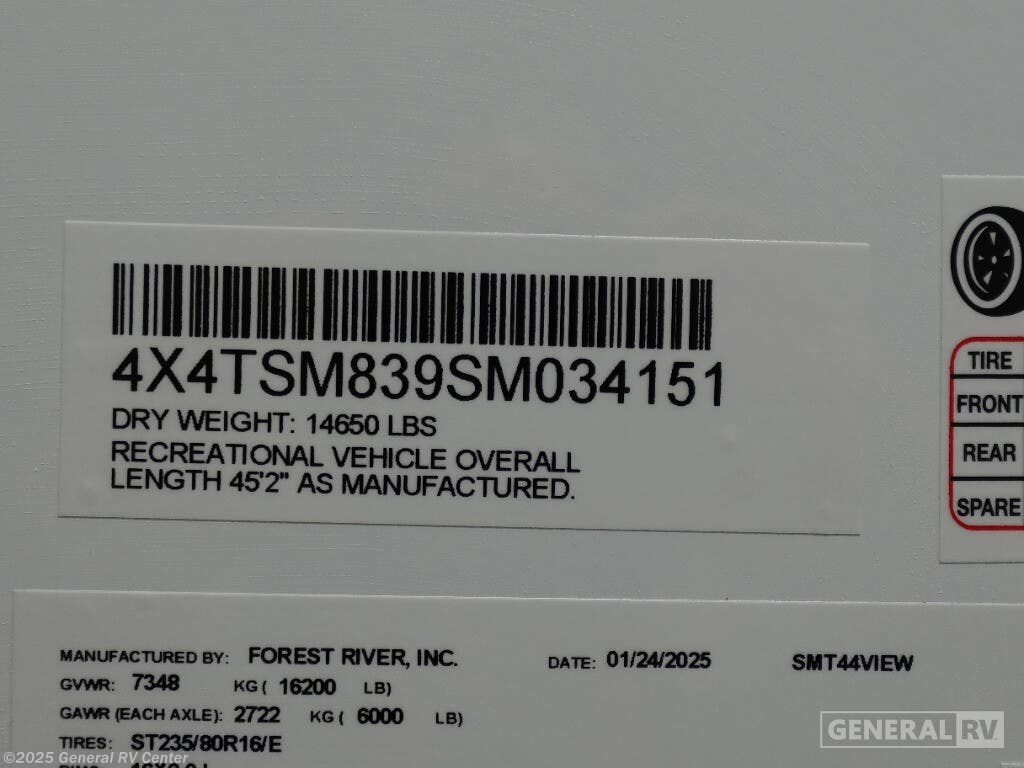 4X4TSM839SM034151
DRY WEIGHT: 14650 LBS
RECREATIONAL VEHICLE OVERALL
LENGTH 45'2" AS MANUFACTURED.
TIRE
FRONT
REAR
SPARE
MANUFACTURED BY: FOREST RIVER, INC. DATE: 01/24/2025 SMT44VIEW
GVWR: 7348 KG ( 16200 LB)
GAWR (EACH AXLE): 2722 KG ( 6000 LB)
TIRES: ST235/80R16/E
GENERAL RV
©2025 General RV Center